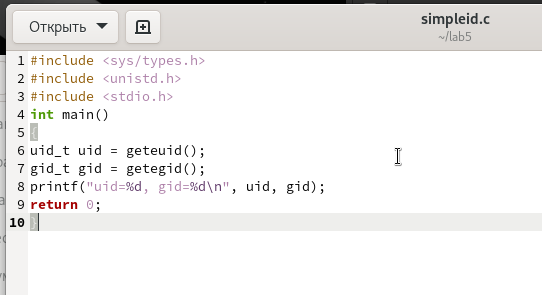 Открыть
simpleid.c
~/lab5
1 #include <sys/types.h>
2 #include <unistd.h>
3 #include <stdio.h>
4 int main()
5 {
6 uid_t uid = geteuid();
7 gid_t gid = getegid();
8 printf("uid=%d, gid=%d\n", uid, gid);
9 return 0;
10 }